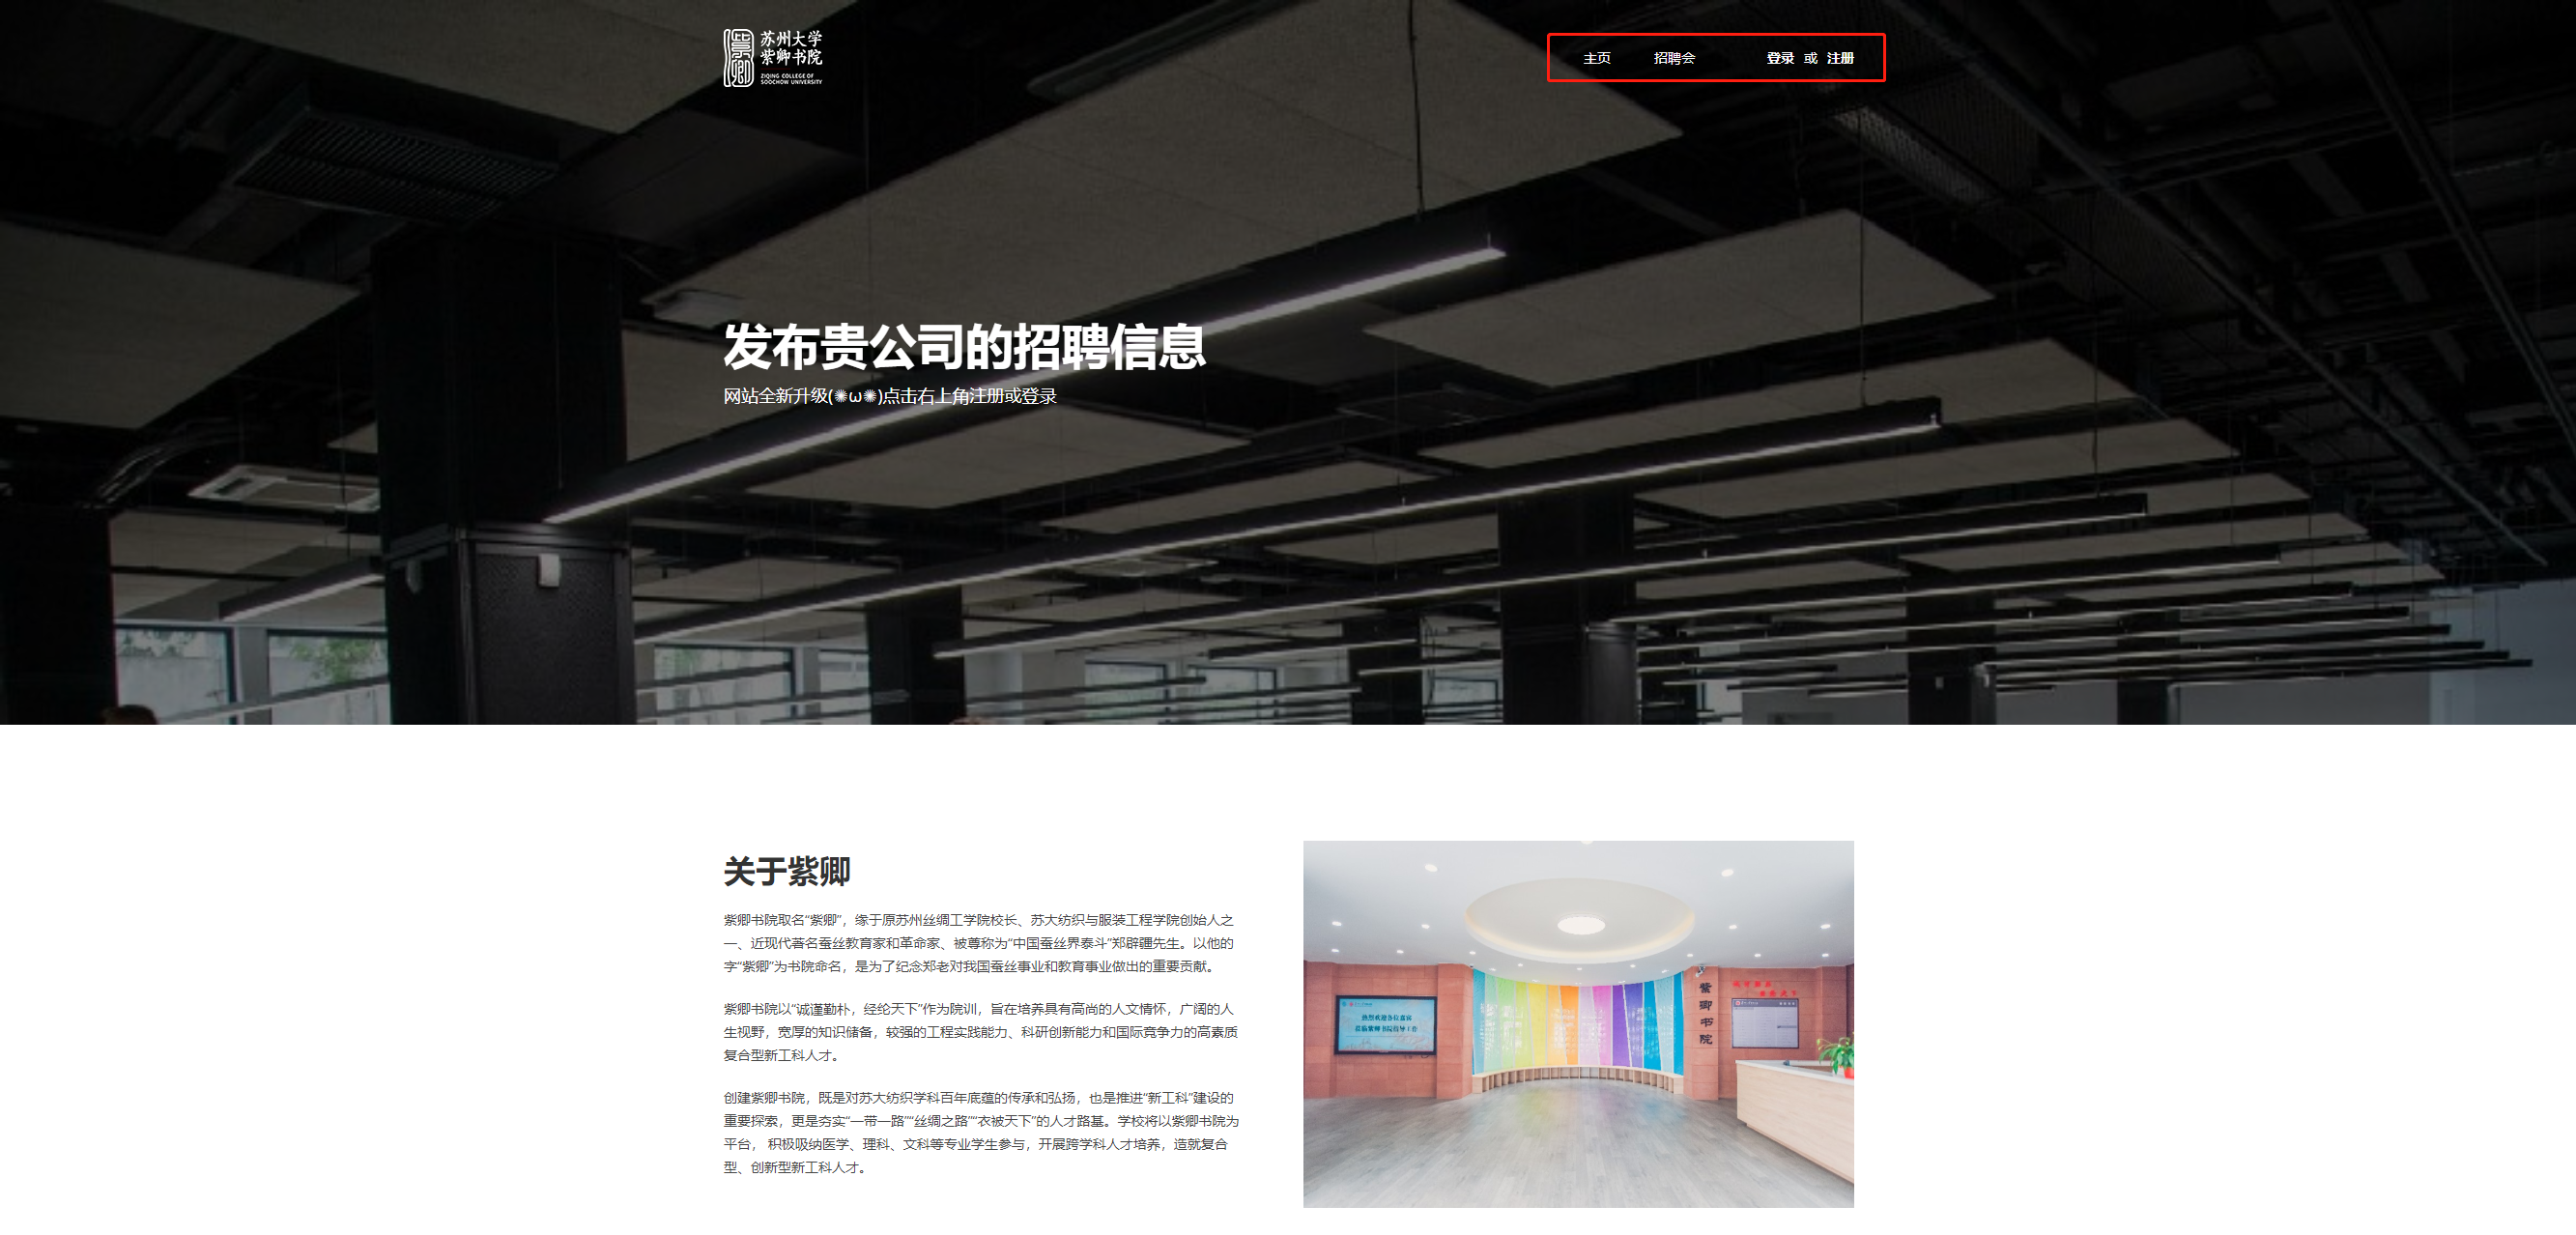 苏州大学
紫卿书院
ZIQING COLLEGE OF
SOOCHOW UNIVERSITY
主页 招聘会 登录 或 注册
发布贵公司的招聘信息
网站全新升级(✺ω✺)点击右上角注册或登录
关于紫卿
紫卿书院取名“紫卿”，缘于原苏州丝绸工学院校长、苏大纺织与服装工程学院创始人之
一、近现代著名蚕丝教育家和革命家、被尊称为“中国蚕丝界泰斗”郑辟疆先生。以他的
字“紫卿”为书院命名，是为了纪念郑老对我国蚕丝事业和教育事业做出的重要贡献。
紫卿书院以“诚谨勤朴，经纶天下”作为院训，旨在培养具有高尚的人文情怀，广阔的人
生视野，宽厚的知识储备，较强的工程实践能力、科研创新能力和国际竞争力的高素质
复合型新工科人才。
创建紫卿书院，既是对苏大纺织学科百年底蕴的传承和弘扬，也是推进“新工科”建设的
重要探索，更是夯实“一带一路”“丝绸之路”“衣被天下”的人才路基。学校将以紫卿书院为
平台， 积极吸纳医学、理科、文科等专业学生参与，开展跨学科人才培养，造就复合
型、创新型新工科人才。
热烈欢迎各位嘉宾
莅临紫卿书院指导工作
紫卿书院